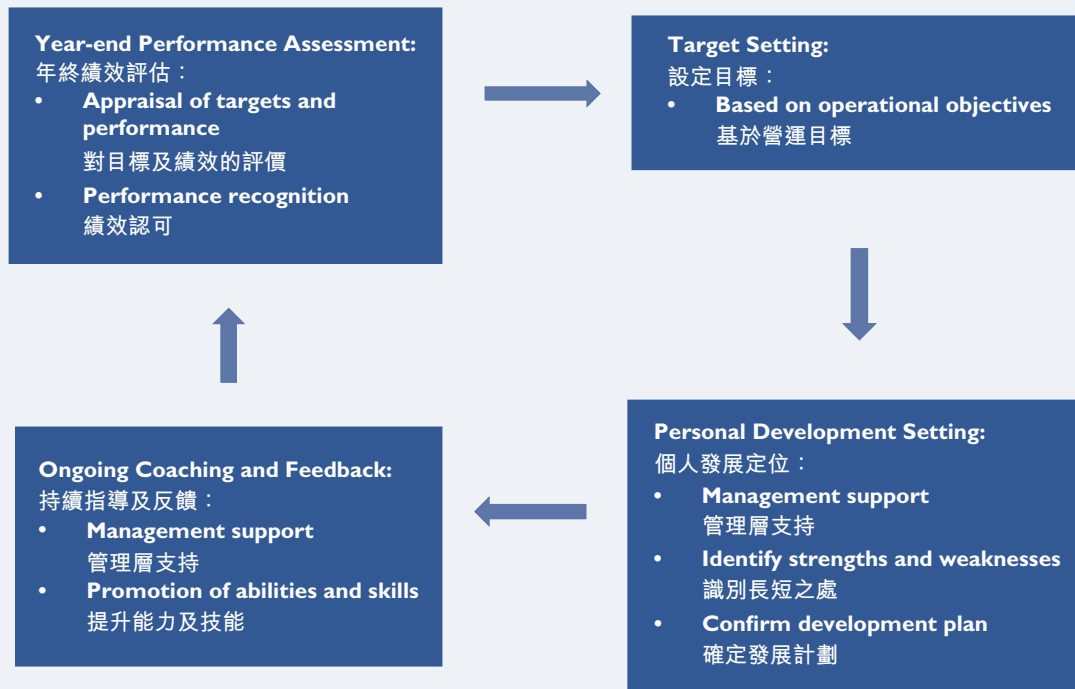 Year-end Performance Assessment:
年終績效評估：
• Appraisal of targets and
performance
對目標及績效的評價
• Performance recognition
績效認可
Target Setting:
設定目標：
• Based on operational objectives
基於營運目標
Personal Development Setting:
個人發展定位：
• Management support
管理層支持
• Identify strengths and weaknesses
識別長短之處
• Confirm development plan
確定發展計劃
Ongoing Coaching and Feedback:
持續指導及反饋：
• Management support
管理層支持
• Promotion of abilities and skills
提升能力及技能